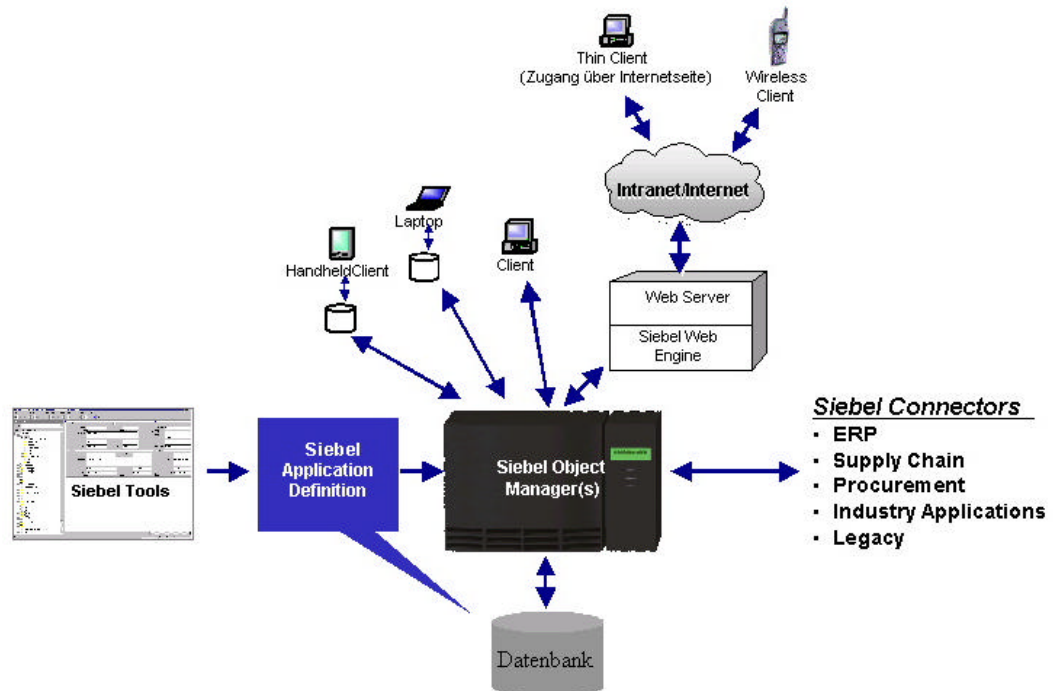 Thin Client
(Zugang über Internetseite)
Wireless
Client
Intranet/Internet
Laptop
HandheldClient
Client
Web Server
Siebel Web
Engine
Siebel Tools
Siebel
Application
Definition
Siebel Object
Manager(s)
Siebel Connectors
▪ ERP
▪ Supply Chain
▪ Procurement
▪ Industry Applications
▪ Legacy
Datenbank